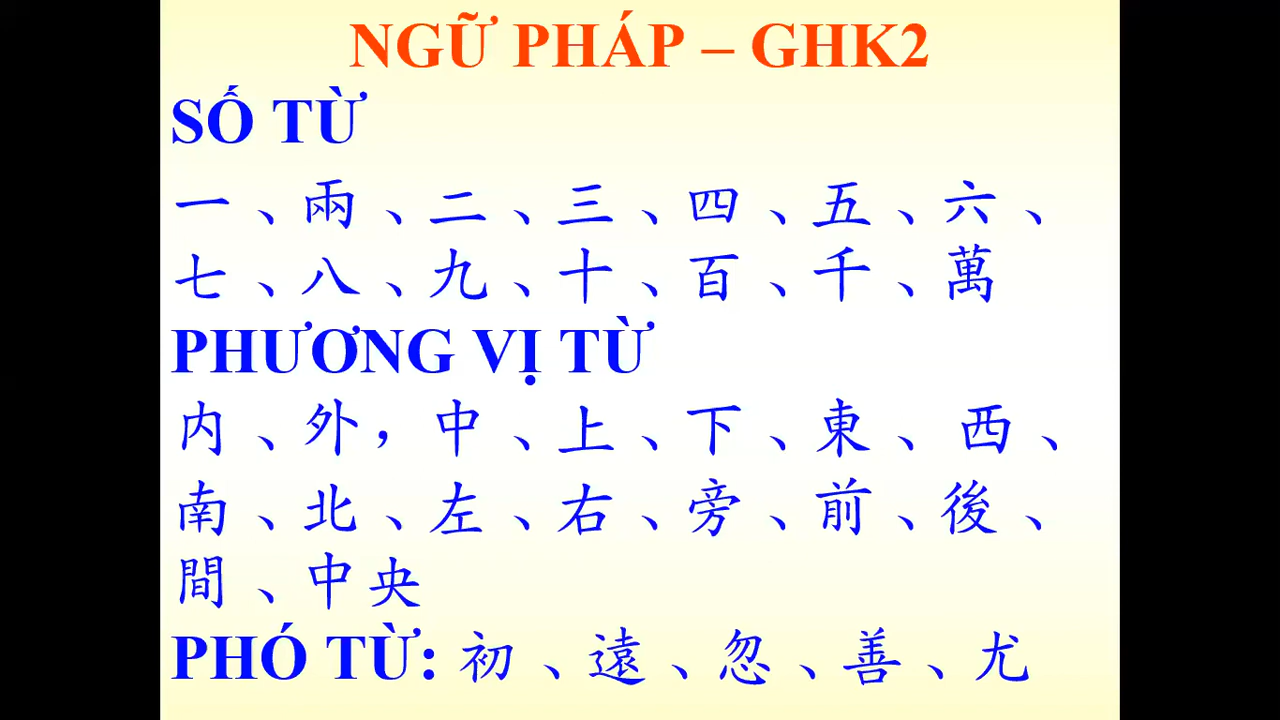 NGỮ PHÁP – GHK2
SỐ TỪ
一、兩、二、三、四、五、六、
七、八、九、十、百、千、萬
PHƯƠNG VỊ TỪ
内、外，中、上、下、東、西、
南、北、左、右、旁、前、後、
間、中央
PHÓ TỪ: 初、遠、忽、善、尤